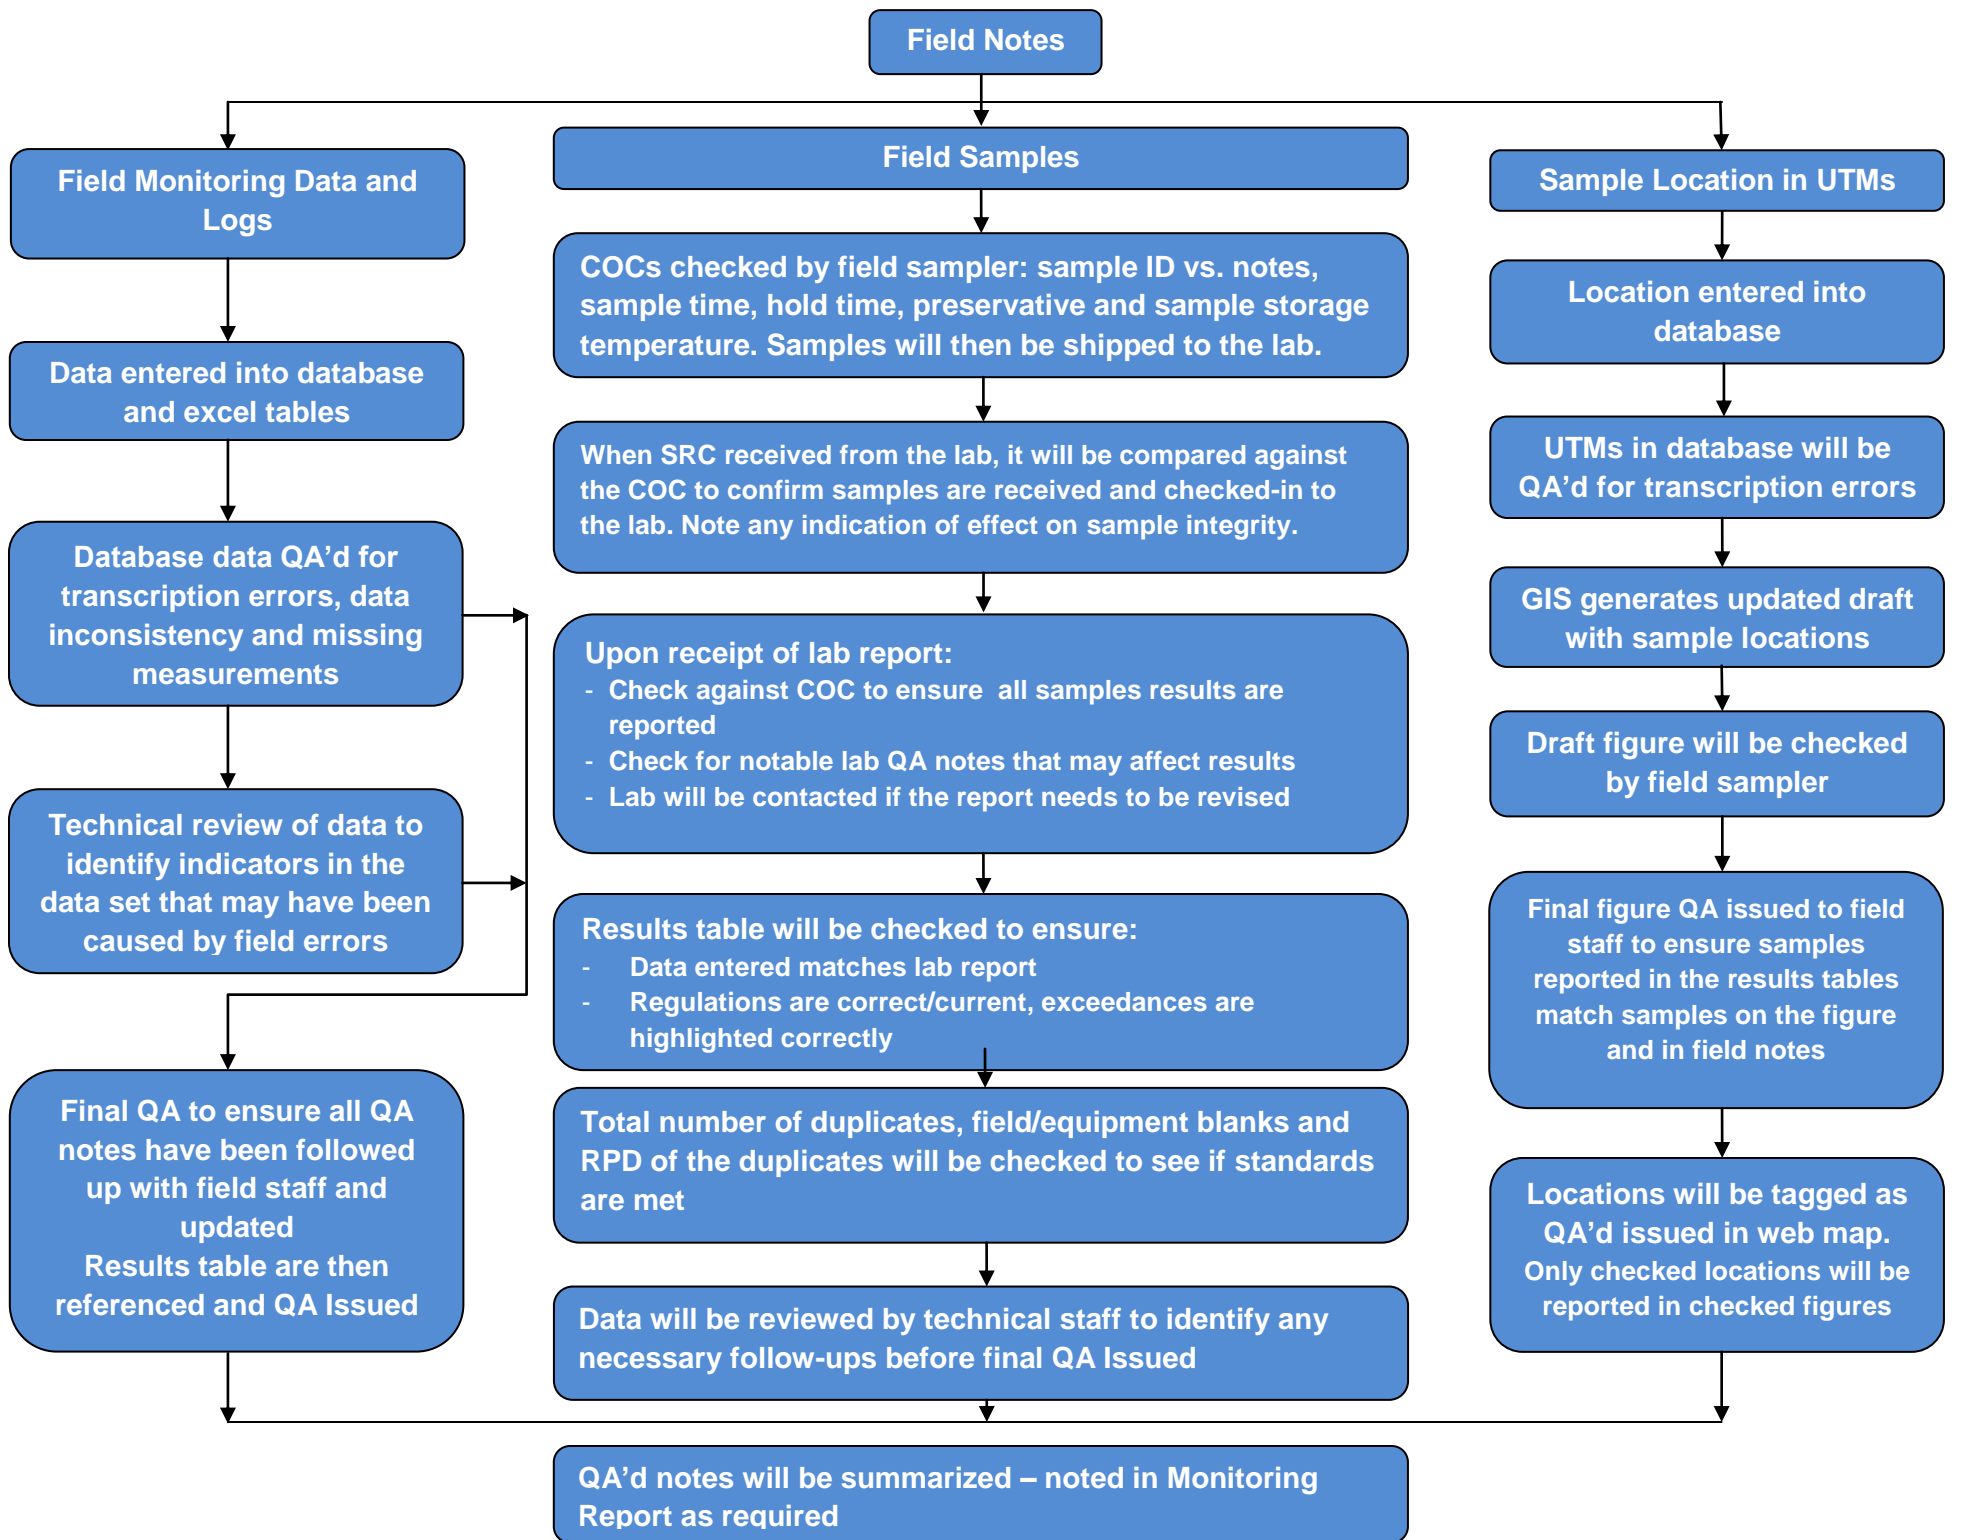 Field Notes
Field Monitoring Data and
Logs
Data entered into database
and excel tables
Database data QA’d for
transcription errors, data
inconsistency and missing
measurements
Technical review of data to
identify indicators in the
data set that may have been
caused by field errors
Final QA to ensure all QA
notes have been followed
up with field staff and
updated
Results table are then
referenced and QA Issued
Field Samples
COCs checked by field sampler: sample ID vs. notes,
sample time, hold time, preservative and sample storage
temperature. Samples will then be shipped to the lab.
When SRC received from the lab, it will be compared against
the COC to confirm samples are received and checked-in to
the lab. Note any indication of effect on sample integrity.
Upon receipt of lab report:
- Check against COC to ensure all samples results are
reported
- Check for notable lab QA notes that may affect results
- Lab will be contacted if the report needs to be revised
Results table will be checked to ensure:
- Data entered matches lab report
- Regulations are correct/current, exceedances are
highlighted correctly
Total number of duplicates, field/equipment blanks and
RPD of the duplicates will be checked to see if standards
are met
Data will be reviewed by technical staff to identify any
necessary follow-ups before final QA Issued
Sample Location in UTMs
Location entered into
database
UTMs in database will be
QA’d for transcription errors
GIS generates updated draft
with sample locations
Draft figure will be checked
by field sampler
Final figure QA issued to field
staff to ensure samples
reported in the results tables
match samples on the figure
and in field notes
Locations will be tagged as
QA’d issued in web map.
Only checked locations will be
reported in checked figures
QA’d notes will be summarized – noted in Monitoring
Report as required